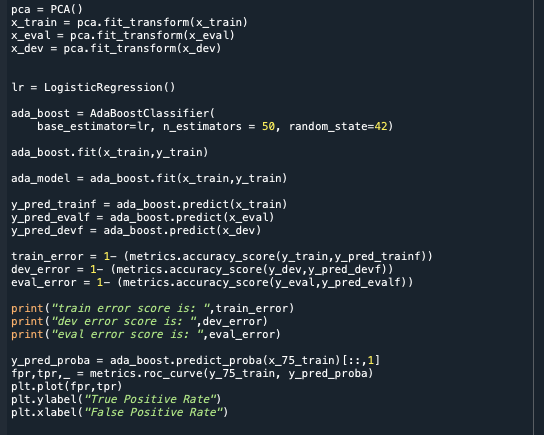 pca = PCA()
x_train = pca.fit_transform(x_train)
x_eval = pca.fit_transform(x_eval)
x_dev = pca.fit_transform(x_dev)
lr = LogisticRegression()
ada_boost = AdaBoostClassifier(
    base_estimator=lr, n_estimators = 50, random_state=42)
ada_boost.fit(x_train,y_train)
ada_model = ada_boost.fit(x_train,y_train)
y_pred_trainf = ada_boost.predict(x_train)
y_pred_evalf = ada_boost.predict(x_eval)
y_pred_devf = ada_boost.predict(x_dev)
train_error = 1- (metrics.accuracy_score(y_train,y_pred_trainf))
dev_error = 1- (metrics.accuracy_score(y_dev,y_pred_devf))
eval_error = 1- (metrics.accuracy_score(y_eval,y_pred_evalf))
print("train error score is: ",train_error)
print("dev error score is: ",dev_error)
print("eval error score is: ",eval_error)
y_pred_proba = ada_boost.predict_proba(x_75_train)[::,1]
fpr,tpr,_ = metrics.roc_curve(y_75_train, y_pred_proba)
plt.plot(fpr,tpr)
plt.ylabel("True Positive Rate")
plt.xlabel("False Positive Rate")